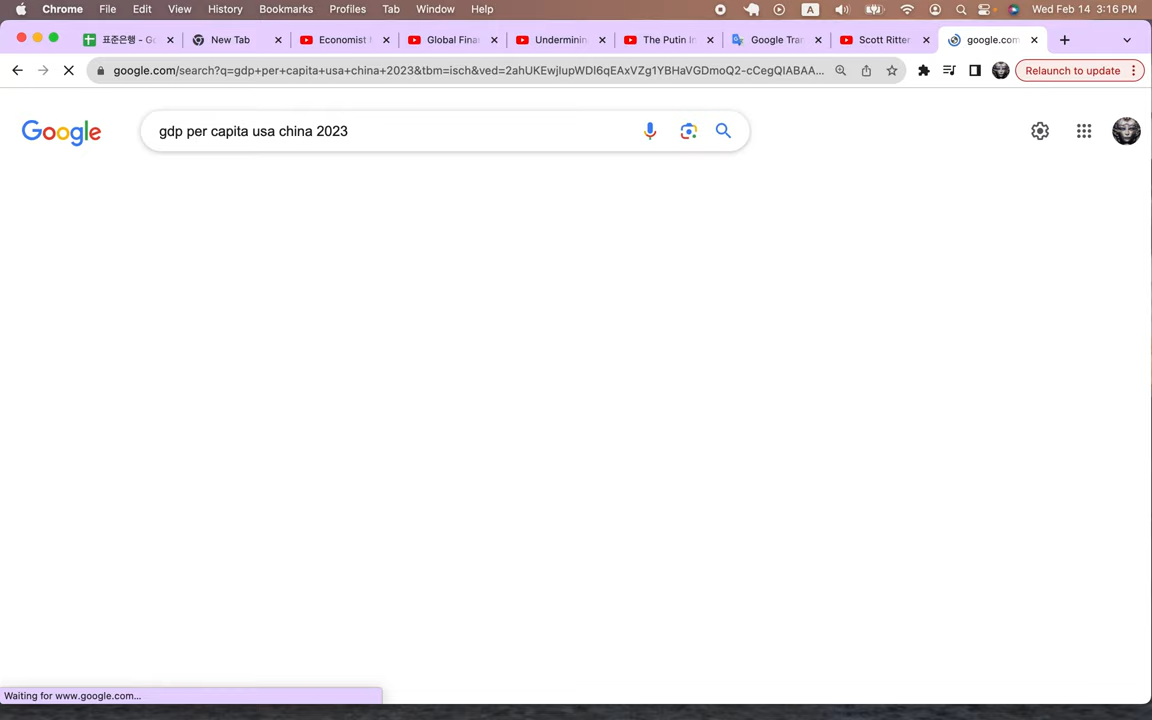 Chrome File Edit View History Bookmarks Profiles Tab Window Help A Wed Feb 14 3:16 PM
표준은행 - Go New Tab Economist Global Fina Undermining The Putin In Google Tran Scott Ritter google.com
google.com/search?q=gdp+per+capita+usa+china+2023&tbm=isch&ved=2ahUKEwjIupWDl6qEAxVZg1YBHaVGDmoQ2-cCegQIABAA... Relaunch to update
Google gdp per capita usa china 2023
Waiting for www.google.com...